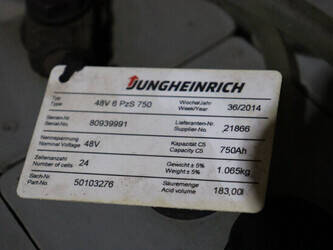 JUNGHEINRICH
Typ
Type
48V 6 PzS 750
Woche/Jahr
Week/Year
36/2014
Serien-Nr
Serial-No.
80939991
Lieferanten-Nr.
Supplier-No.
21866
Nennspannung
Nominal Voltage
48V
Kapazität C5
Capacity C5
750Ah
Zellenanzahl
Number of cells
24
Gewicht ± 5%
Weight ± 5%
1.065kg
Sach-Nr
Part-No.
50103276
Säuremenge
Acid volume
183,00l